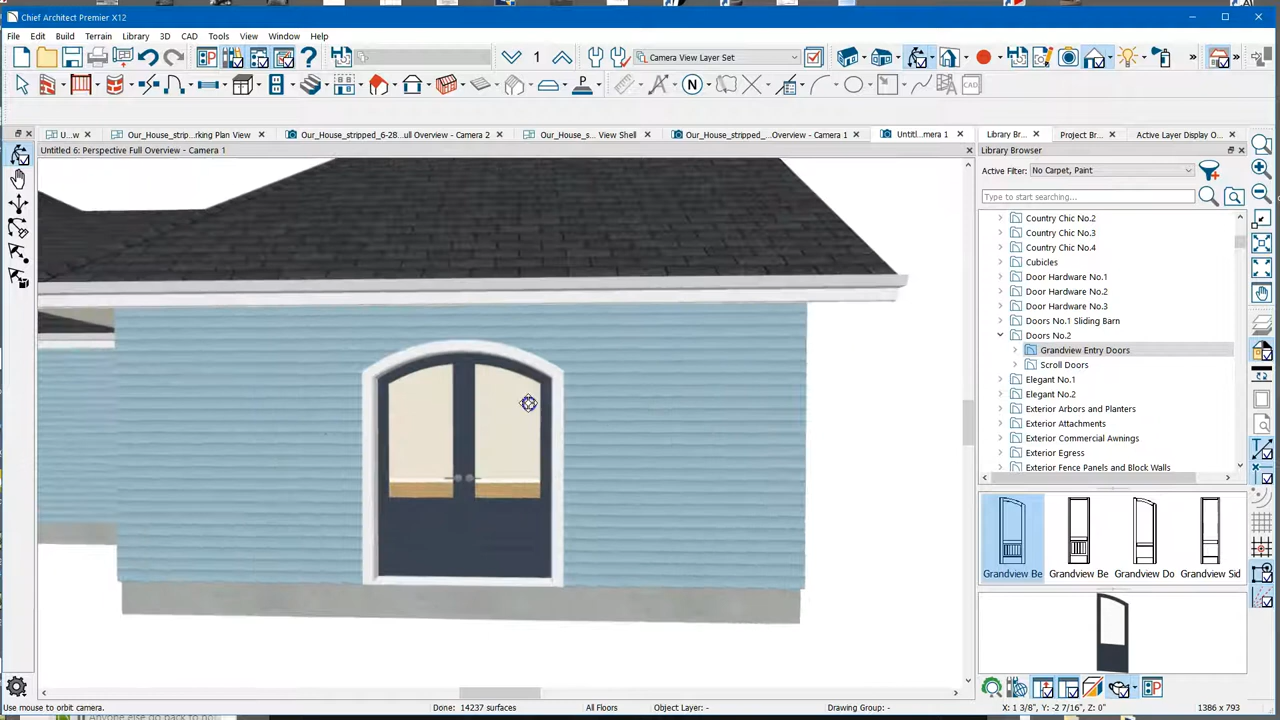 Chief Architect Premier X12
File Edit Build Terrain Library 3D CAD Tools View Window Help
1 Camera View Layer Set
U...w Our_House_strip...rking Plan View Our_House_stripped_6-28...ull Overview - Camera 2 Our_House_s... View Shell Our_House_stripped_...Overview - Camera 1 Untitl...mera 1 Library Br... Project Br... Active Layer Display O...
Untitled 6: Perspective Full Overview - Camera 1
Library Browser
Active Filter: No Carpet, Paint
Type to start searching...
Country Chic No.2
Country Chic No.3
Country Chic No.4
Cubicles
Door Hardware No.1
Door Hardware No.2
Door Hardware No.3
Doors No.1 Sliding Barn
Doors No.2
Grandview Entry Doors
Scroll Doors
Elegant No.1
Elegant No.2
Exterior Arbors and Planters
Exterior Attachments
Exterior Commercial Awnings
Exterior Egress
Exterior Fence Panels and Block Walls
Grandview Be Grandview Be Grandview Do Grandview Sid
Use mouse to orbit camera. Done: 14237 surfaces All Floors Object Layer: - Drawing Group: - X: 1 3/8", Y: -2 7/16", Z: 0" 1386 x 793